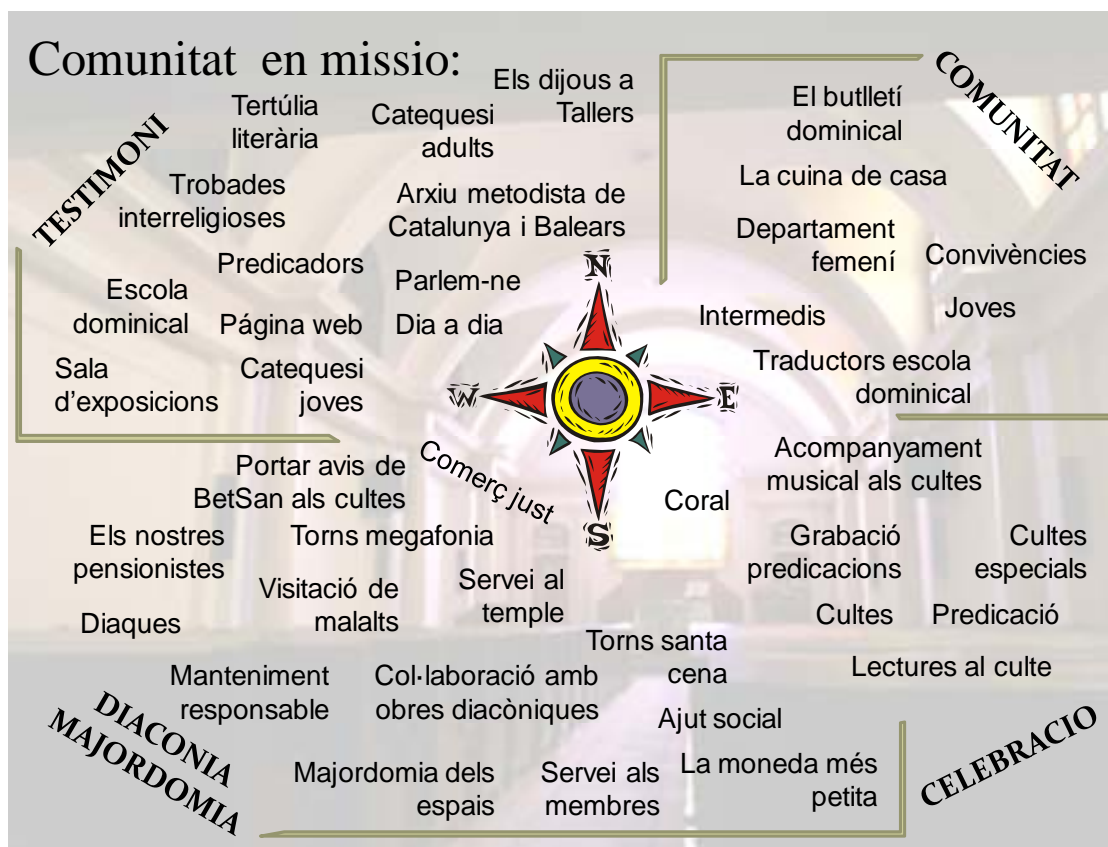 Comunitat  en missio:
TESTIMONI
Tertúlia
literària
Catequesi
adults
Els dijous a
Tallers
Trobades
interreligioses
Arxiu metodista de
Catalunya i Balears
Predicadors
Parlem-ne
Escola
dominical
Página web
Dia a dia
Sala
d’exposicions
Catequesi
joves
COMUNITAT
El butlletí
dominical
La cuina de casa
Departament
femení
Convivències
Intermedis
Joves
Traductors escola
dominical
N
W
E
S
Portar avis de
BetSan als cultes
Comerç just
Els nostres
pensionistes
Torns megafonia
Visitació de
malalts
Servei al
temple
Diaques
Torns santa
cena
Manteniment
responsable
Col·laboració amb
obres diacòniques
Ajut social
Majordomia dels
espais
Servei als
membres
La moneda més
petita
DIACONIA
MAJORDOMIA
Acompanyament
musical als cultes
Coral
Grabació
predicacions
Cultes
especials
Cultes
Predicació
Lectures al culte
CELEBRACIO